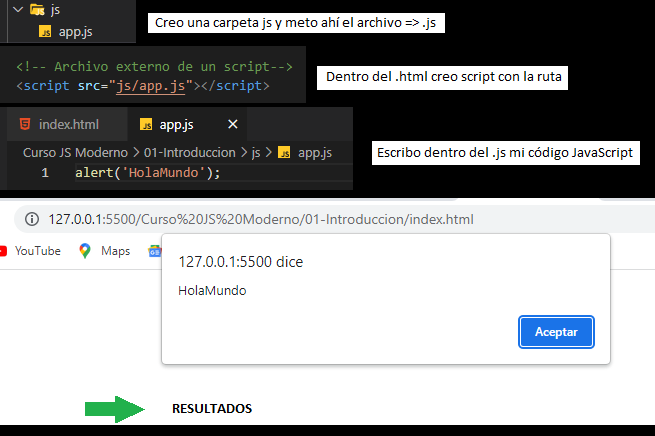 js
Creo una carpeta js y meto ahí el archivo => .js
JS app.js
<!-- Archivo externo de un script-->
<script src="js/app.js"></script>
Dentro del .html creo script con la ruta
index.html JS app.js ×
Curso JS Moderno > 01-Introduccion > js > JS app.js
Escribo dentro del .js mi código JavaScript
1 alert('HolaMundo');
127.0.0.1:5500/Curso%20JS%20Moderno/01-Introduccion/index.html
YouTube Maps
127.0.0.1:5500 dice
HolaMundo
Aceptar
RESULTADOS